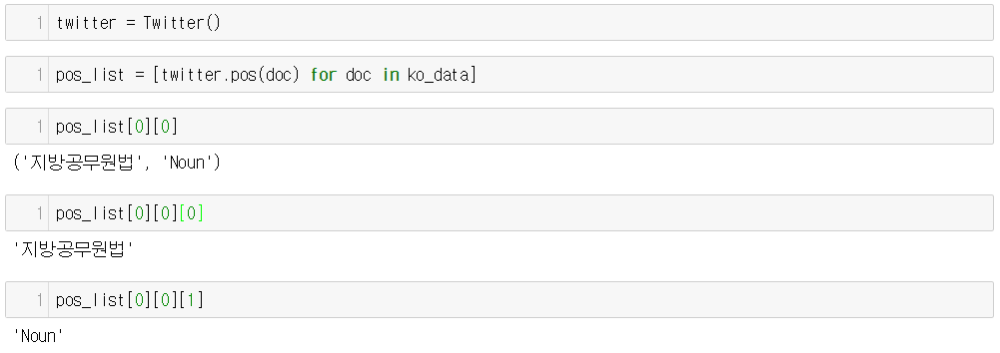 1 twitter = Twitter()
1 pos_list = [twitter.pos(doc) for doc in ko_data]
1 pos_list[0][0]
('지방공무원법', 'Noun')
1 pos_list[0][0][0]
'지방공무원법'
1 pos_list[0][0][1]
'Noun'